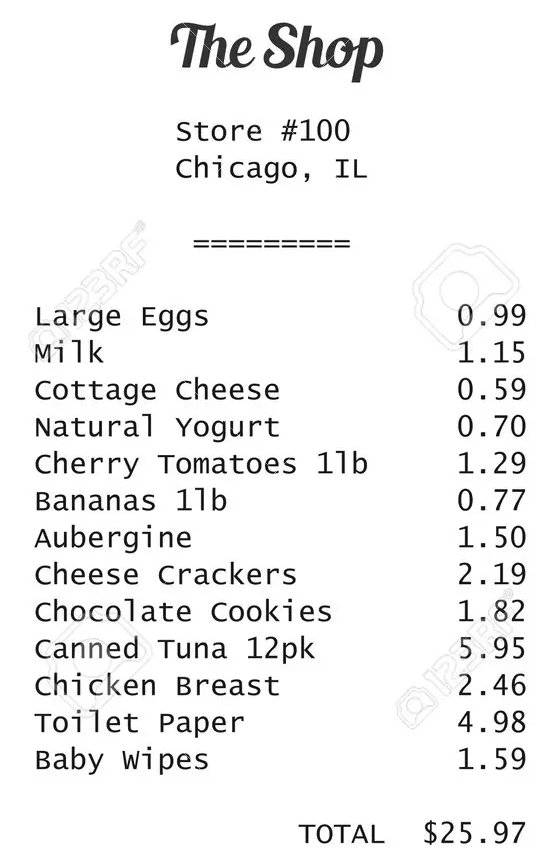 The Shop
Store #100
Chicago, IL
=========
Large Eggs 0.99
Milk 1.15
Cottage Cheese 0.59
Natural Yogurt 0.70
Cherry Tomatoes 1lb 1.29
Bananas 1lb 0.77
Aubergine 1.50
Cheese Crackers 2.19
Chocolate Cookies 1.82
Canned Tuna 12pk 5.95
Chicken Breast 2.46
Toilet Paper 4.98
Baby Wipes 1.59
TOTAL $25.97
123RF
123RF